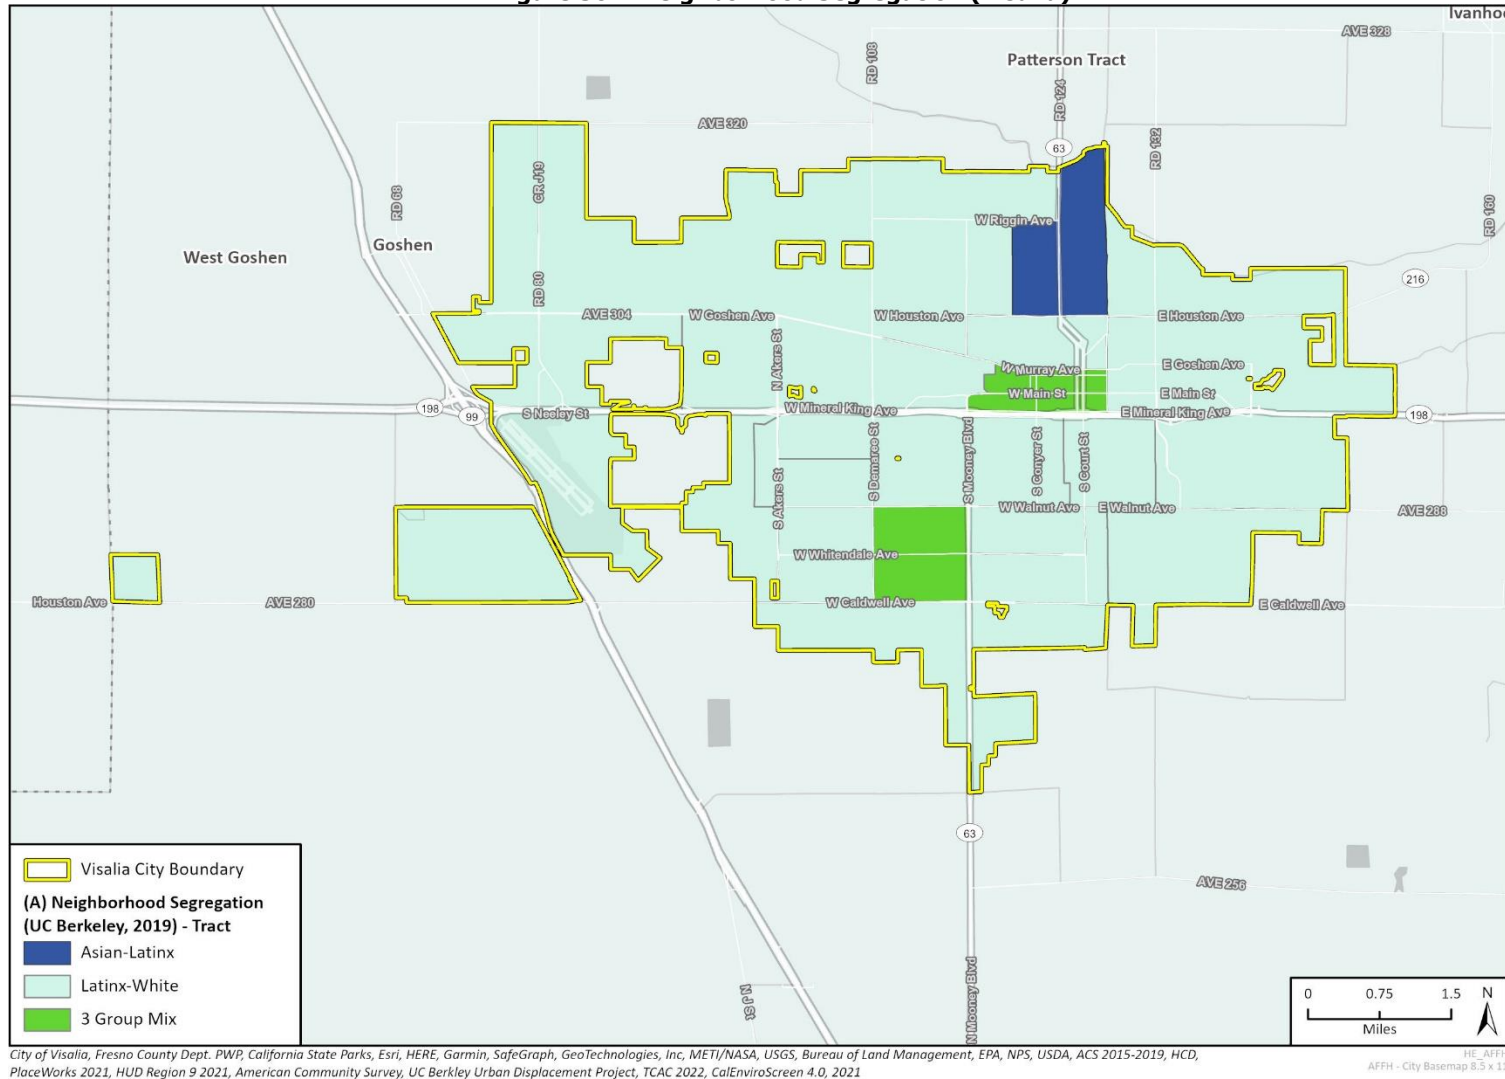 Ivanhoe
AVE 328
Patterson Tract
RD 108
RD 124
AVE 320
63
RD 132
CR J19
RD 68
RD 160
W Riggin Ave
Goshen
West Goshen
216
RD 80
AVE 304
W Goshen Ave
W Houston Ave
E Houston Ave
N Akers St
W Murray Ave
E Goshen Ave
W Main St
E Main St
198
99
S Neeley St
W Mineral King Ave
E Mineral King Ave
198
S Demaree St
S Mooney Blvd
S Conyer St
S Court St
S Akers St
W Walnut Ave
E Walnut Ave
AVE 288
W Whitendale Ave
Houston Ave
AVE 280
W Caldwell Ave
E Caldwell Ave
63
AVE 256
N Mooney Blvd
N J St
Visalia City Boundary
(A) Neighborhood Segregation
(UC Berkeley, 2019) - Tract
Asian-Latinx
Latinx-White
3 Group Mix
0 0.75 1.5 N
Miles
City of Visalia, Fresno County Dept. PWP, California State Parks, Esri, HERE, Garmin, SafeGraph, GeoTechnologies, Inc, METI/NASA, USGS, Bureau of Land Management, EPA, NPS, USDA, ACS 2015-2019, HCD,
PlaceWorks 2021, HUD Region 9 2021, American Community Survey, UC Berkley Urban Displacement Project, TCAC 2022, CalEnviroScreen 4.0, 2021
HE_AFFH
AFFH - City Basemap 8.5 x 11